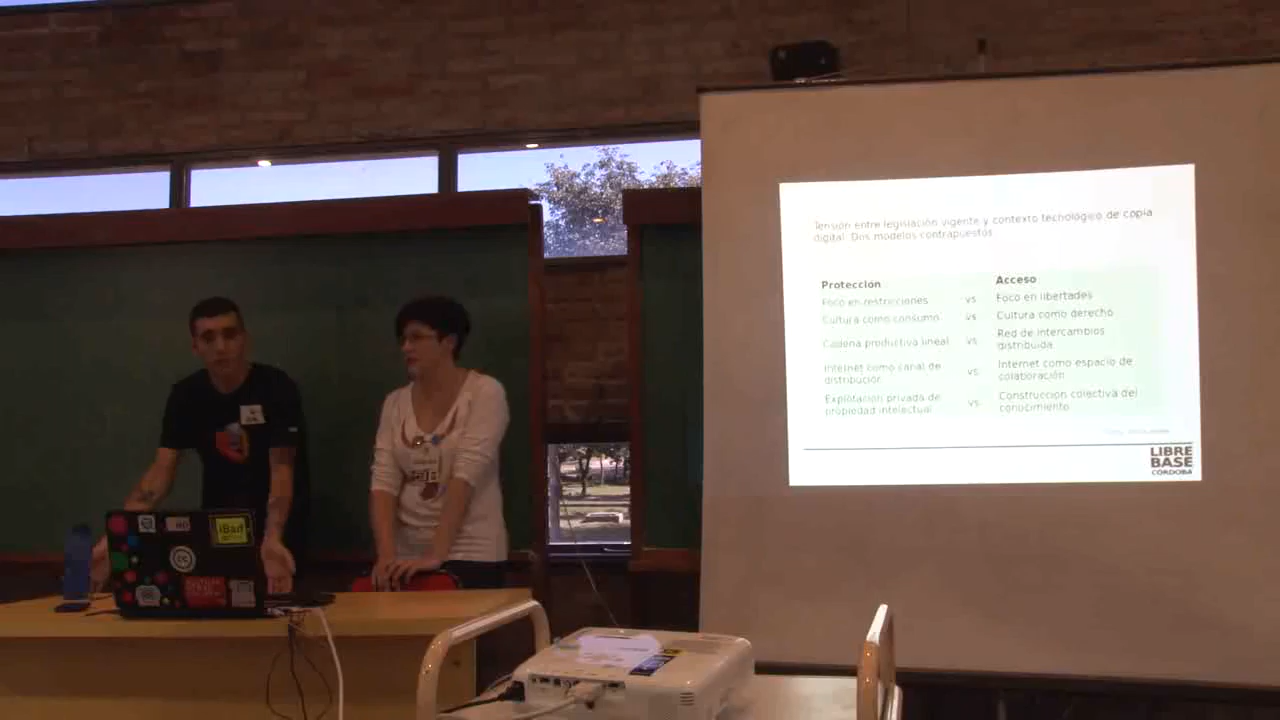 Tensión entre legislación vigente y contexto tecnológico de copia
digital. Dos modelos contrapuestos
Protección
Acceso
Foco en restricciones vs Foco en libertades
Cultura como consumo vs Cultura como derecho
Cadena productiva lineal vs Red de intercambios
distribuida
Internet como canal de
distribución vs Internet como espacio de
colaboración
Explotación privada de
propiedad intelectual vs Construcción colectiva del
conocimiento
LIBRE
BASE
CÓRDOBA
iBad
cc